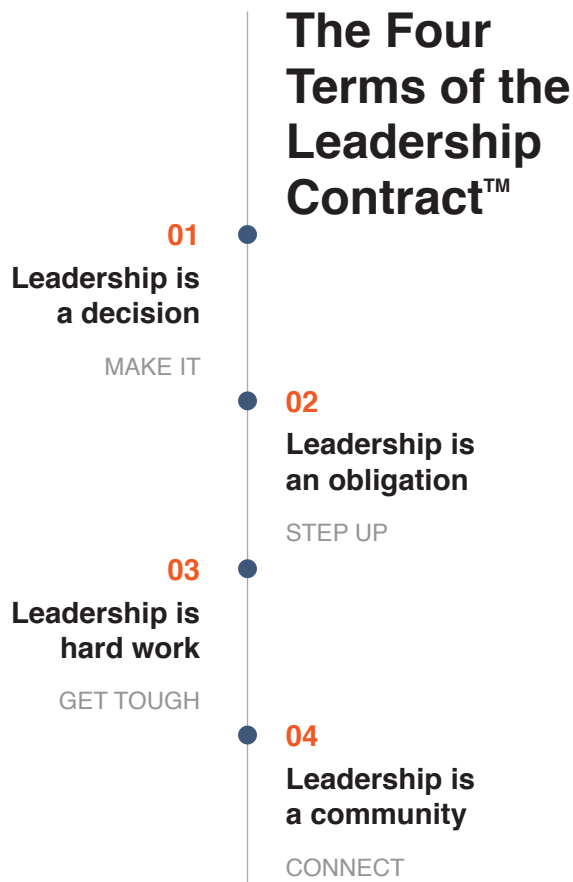 The Four
Terms of the
Leadership
Contract™
01
Leadership is
a decision
MAKE IT
02
Leadership is
an obligation
STEP UP
03
Leadership is
hard work
GET TOUGH
04
Leadership is
a community
CONNECT